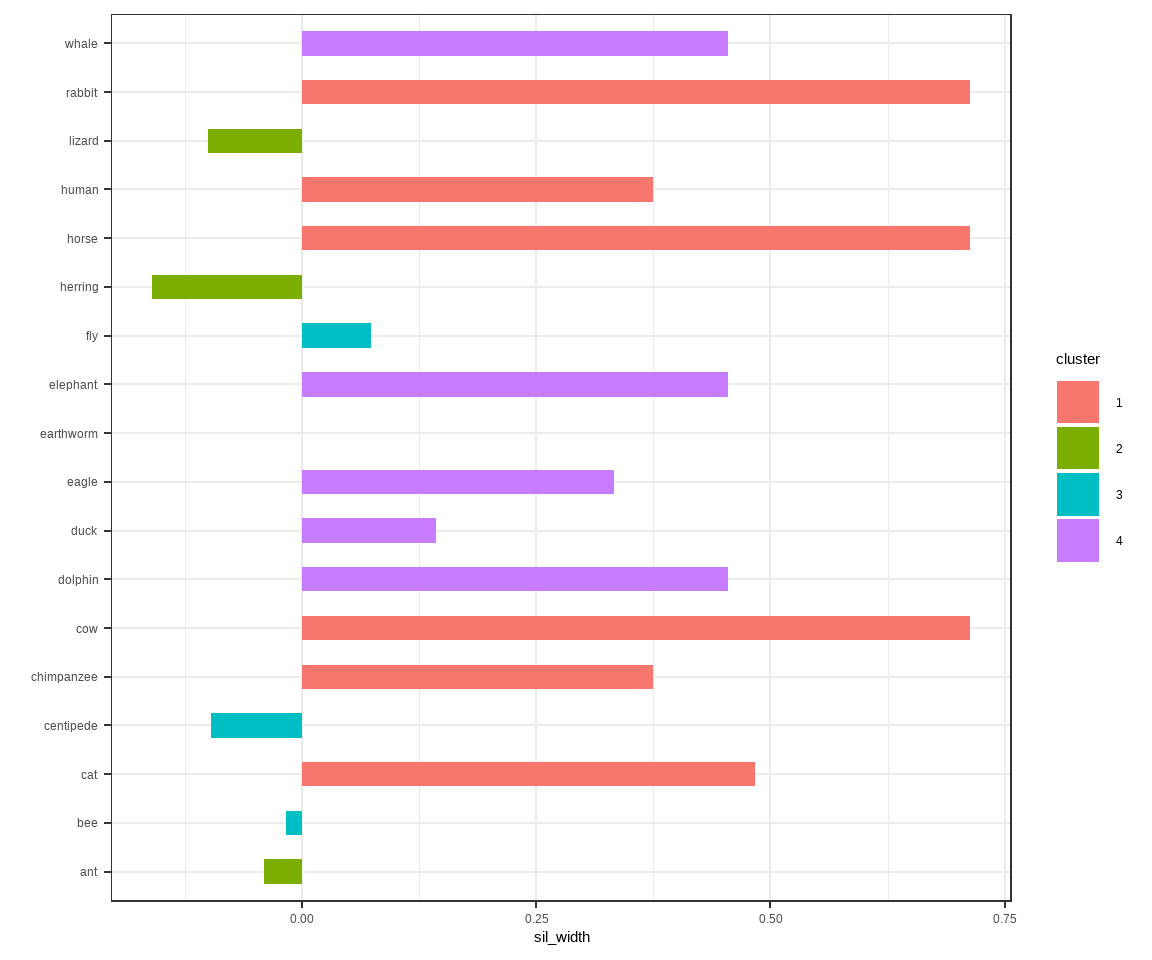 whale
rabbit
lizard
human
horse
herring
fly
elephant
earthworm
eagle
duck
dolphin
cow
chimpanzee
centipede
cat
bee
ant
0.00 0.25 0.50 0.75
sil_width
cluster
1
2
3
4